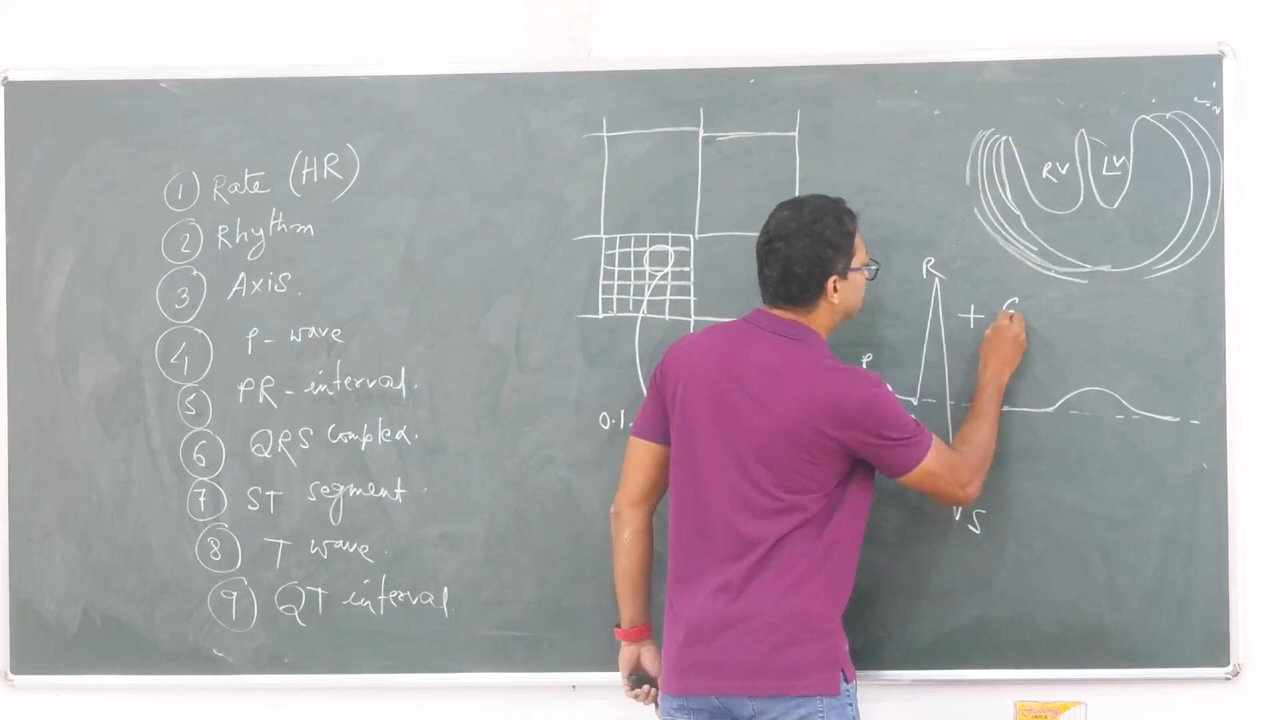 ① Rate (HR)
② Rhythm
③ Axis.
④ P-wave
⑤ PR-interval.
⑥ QRS complex.
⑦ ST segment.
⑧ T wave.
⑨ QT interval.
RV LV
R
+
P
0.1
S